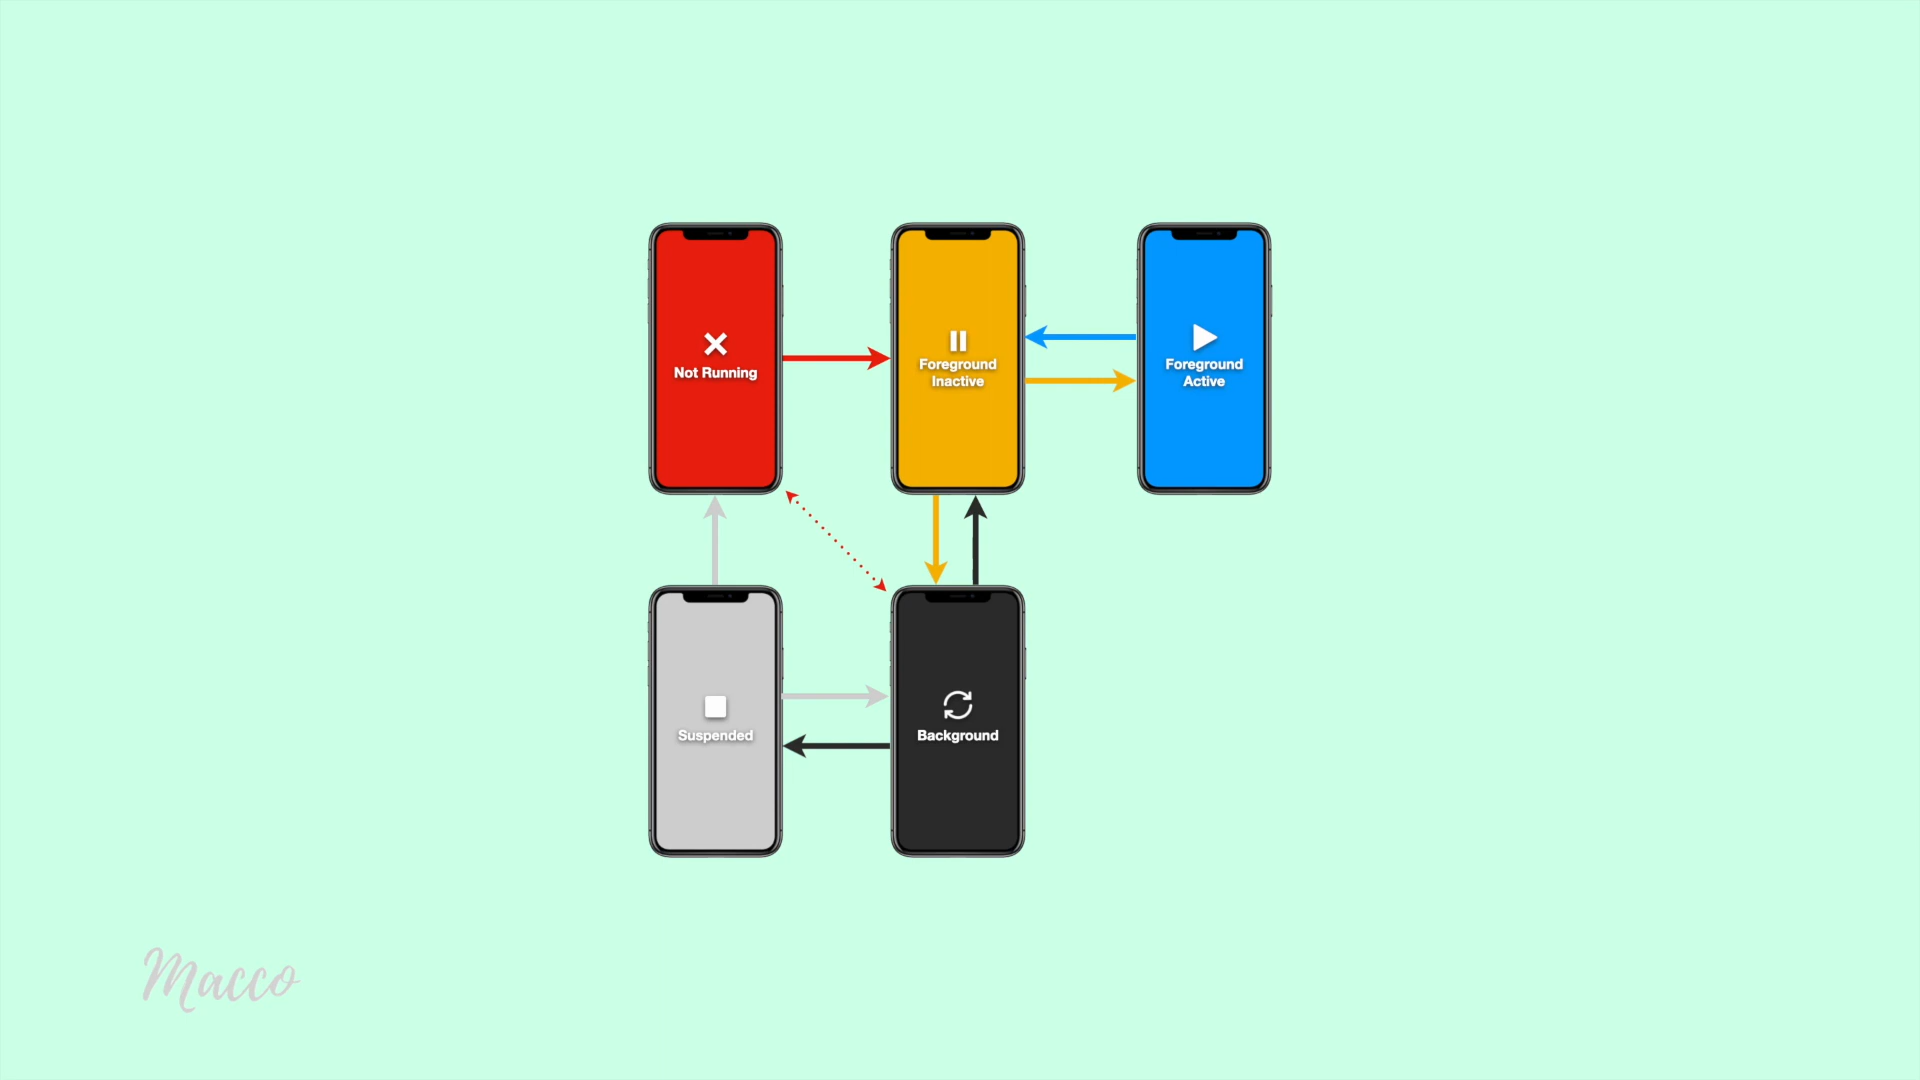 Not Running
Foreground
Inactive
Foreground
Active
Suspended
Background
Macco